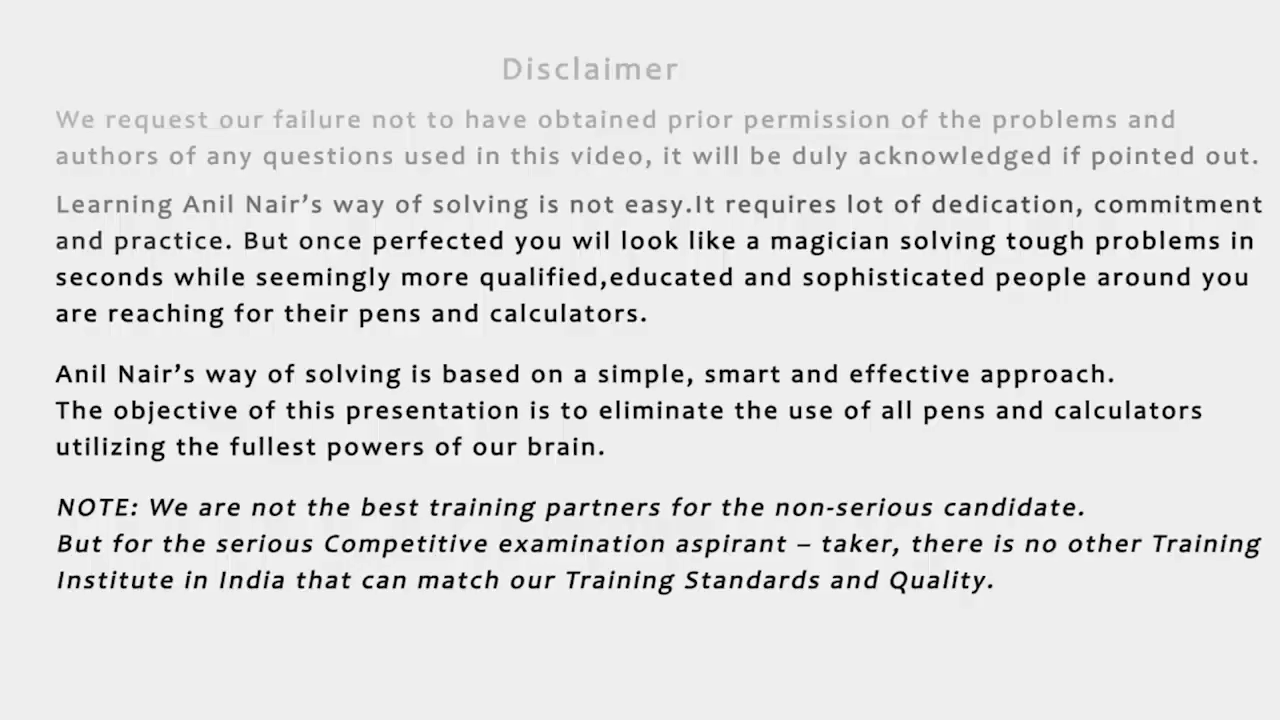 Disclaimer
We request our failure not to have obtained prior permission of the problems and
authors of any questions used in this video, it will be duly acknowledged if pointed out.
Learning Anil Nair’s way of solving is not easy.It requires lot of dedication, commitment
and practice. But once perfected you wil look like a magician solving tough problems in
seconds while seemingly more qualified,educated and sophisticated people around you
are reaching for their pens and calculators.
Anil Nair’s way of solving is based on a simple, smart and effective approach.
The objective of this presentation is to eliminate the use of all pens and calculators
utilizing the fullest powers of our brain.
NOTE: We are not the best training partners for the non-serious candidate.
But for the serious Competitive examination aspirant – taker, there is no other Training
Institute in India that can match our Training Standards and Quality.